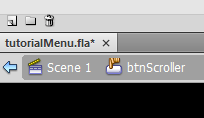 tutorialMenu.fla* ×
Scene 1 btnScroller